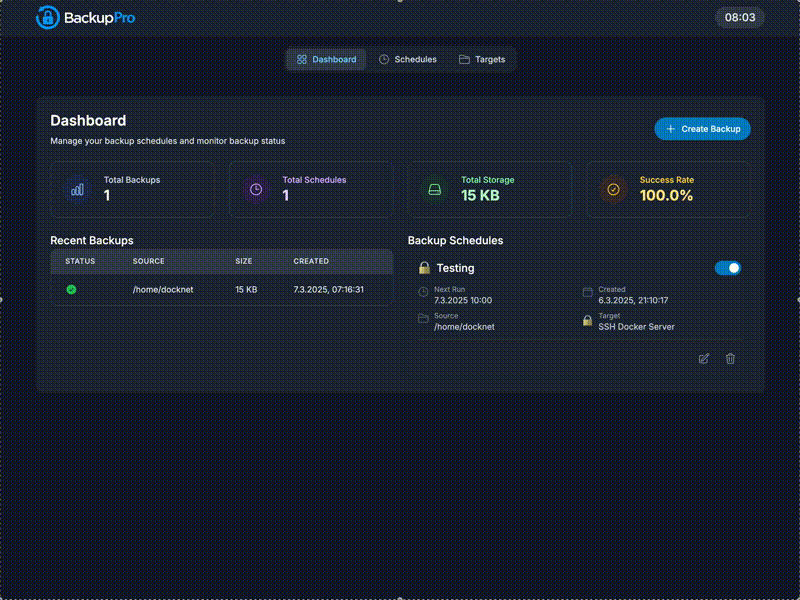 BackupPro
08:03
Dashboard
Schedules
Targets
Dashboard
Manage your backup schedules and monitor backup status
+ Create Backup
Total Backups
1
Total Schedules
1
Total Storage
15 KB
Success Rate
100.0%
Recent Backups
STATUS SOURCE SIZE CREATED
/home/docknet 15 KB 7.3.2025, 07:16:31
Backup Schedules
Testing
Next Run
7.3.2025 10:00
Created
6.3.2025, 21:10:17
Source
/home/docknet
Target
SSH Docker Server